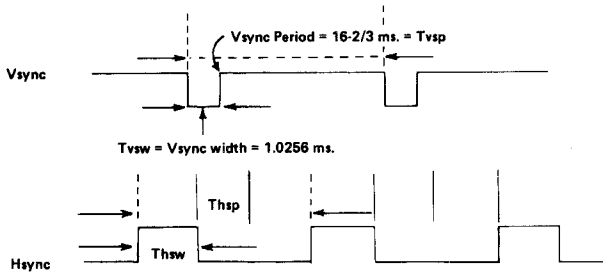 Vsync Period = 16-2/3 ms. = Tvsp
Vsync
Tvsw = Vsync width = 1.0256 ms.
Thsp
Thsw
Hsync